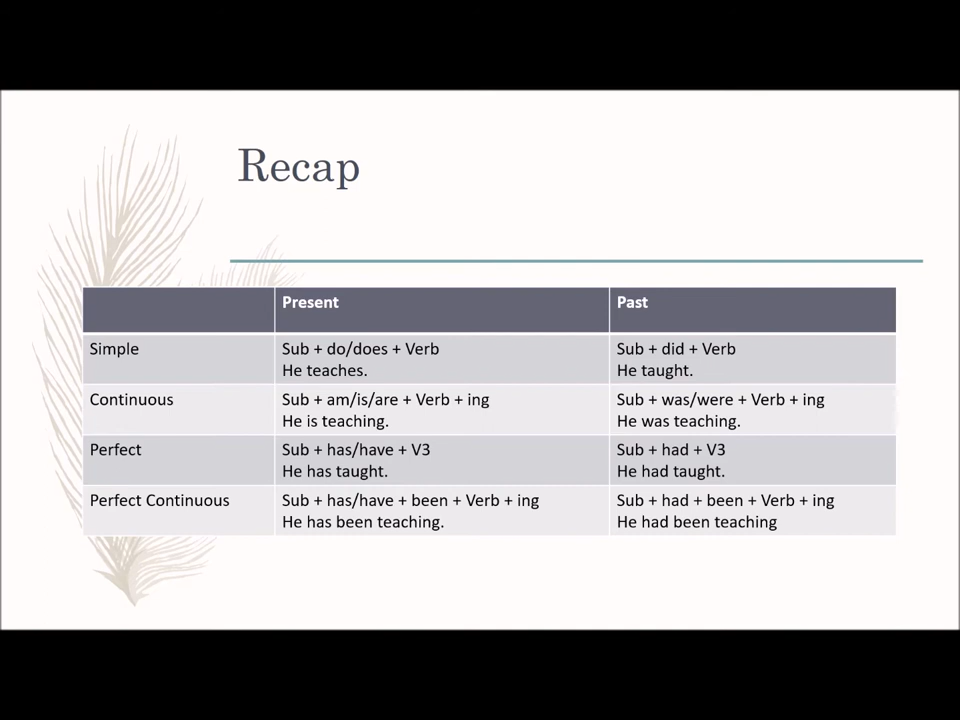 Recap
Present Past
Simple Sub + do/does + Verb Sub + did + Verb
He teaches. He taught.
Continuous Sub + am/is/are + Verb + ing Sub + was/were + Verb + ing
He is teaching. He was teaching.
Perfect Sub + has/have + V3 Sub + had + V3
He has taught. He had taught.
Perfect Continuous Sub + has/have + been + Verb + ing Sub + had + been + Verb + ing
He has been teaching. He had been teaching